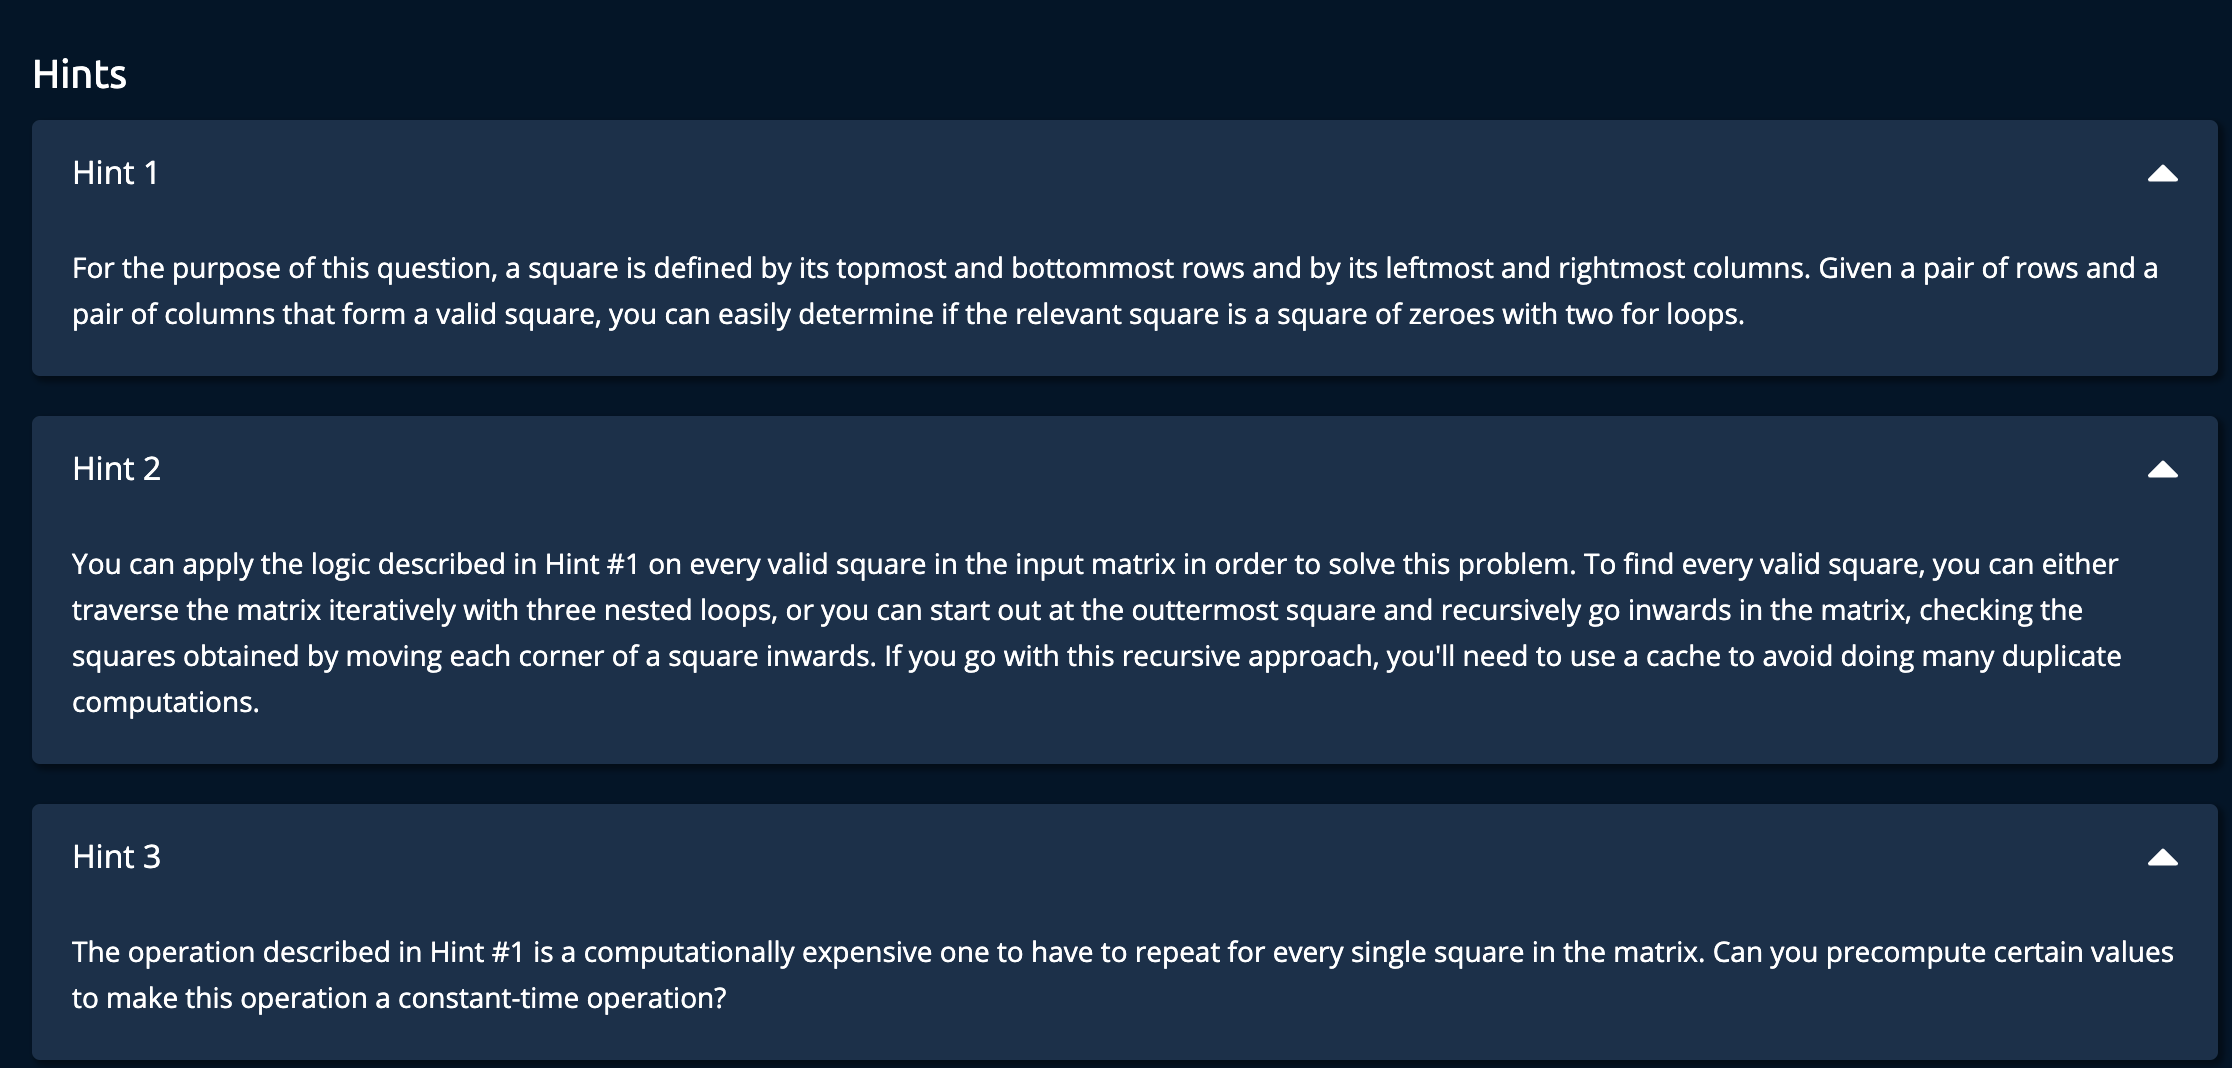 Hints
Hint 1
For the purpose of this question, a square is defined by its topmost and bottommost rows and by its leftmost and rightmost columns. Given a pair of rows and a
pair of columns that form a valid square, you can easily determine if the relevant square is a square of zeroes with two for loops.
Hint 2
You can apply the logic described in Hint #1 on every valid square in the input matrix in order to solve this problem. To find every valid square, you can either
traverse the matrix iteratively with three nested loops, or you can start out at the outtermost square and recursively go inwards in the matrix, checking the
squares obtained by moving each corner of a square inwards. If you go with this recursive approach, you'll need to use a cache to avoid doing many duplicate
computations.
Hint 3
The operation described in Hint #1 is a computationally expensive one to have to repeat for every single square in the matrix. Can you precompute certain values
to make this operation a constant-time operation?